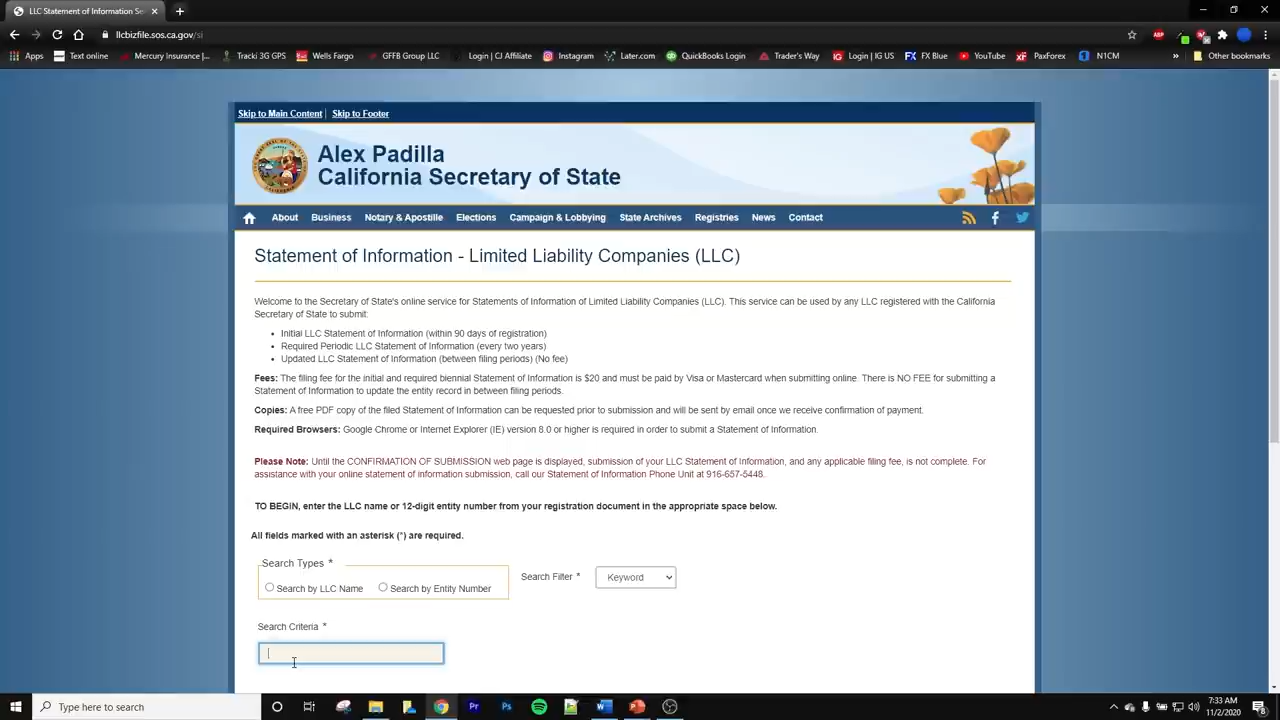 LLC Statement of Information Se
llcbizfile.sos.ca.gov/si
Apps Text online Mercury Insurance |... Tracki 3G GPS Wells Fargo GFFB Group LLC Login | CJ Affiliate Instagram Later.com QuickBooks Login Trader's Way Login | IG US FX Blue YouTube PaxForex N1CM » Other bookmarks
Skip to Main Content | Skip to Footer
Alex Padilla
California Secretary of State
About Business Notary & Apostille Elections Campaign & Lobbying State Archives Registries News Contact
Statement of Information - Limited Liability Companies (LLC)
Welcome to the Secretary of State's online service for Statements of Information of Limited Liability Companies (LLC). This service can be used by any LLC registered with the California
Secretary of State to submit:
• Initial LLC Statement of Information (within 90 days of registration)
• Required Periodic LLC Statement of Information (every two years)
• Updated LLC Statement of Information (between filing periods) (No fee)
Fees: The filing fee for the initial and required biennial Statement of Information is $20 and must be paid by Visa or Mastercard when submitting online. There is NO FEE for submitting a
Statement of Information to update the entity record in between filing periods.
Copies: A free PDF copy of the filed Statement of Information can be requested prior to submission and will be sent by email once we receive confirmation of payment.
Required Browsers: Google Chrome or Internet Explorer (IE) version 8.0 or higher is required in order to submit a Statement of Information.
Please Note: Until the CONFIRMATION OF SUBMISSION web page is displayed, submission of your LLC Statement of Information, and any applicable filing fee, is not complete. For
assistance with your online statement of information submission, call our Statement of Information Phone Unit at 916-657-5448.
TO BEGIN, enter the LLC name or 12-digit entity number from your registration document in the appropriate space below.
All fields marked with an asterisk (*) are required.
Search Types *
Search by LLC Name Search by Entity Number Search Filter * Keyword
Search Criteria *
Type here to search
7:33 AM
11/2/2020